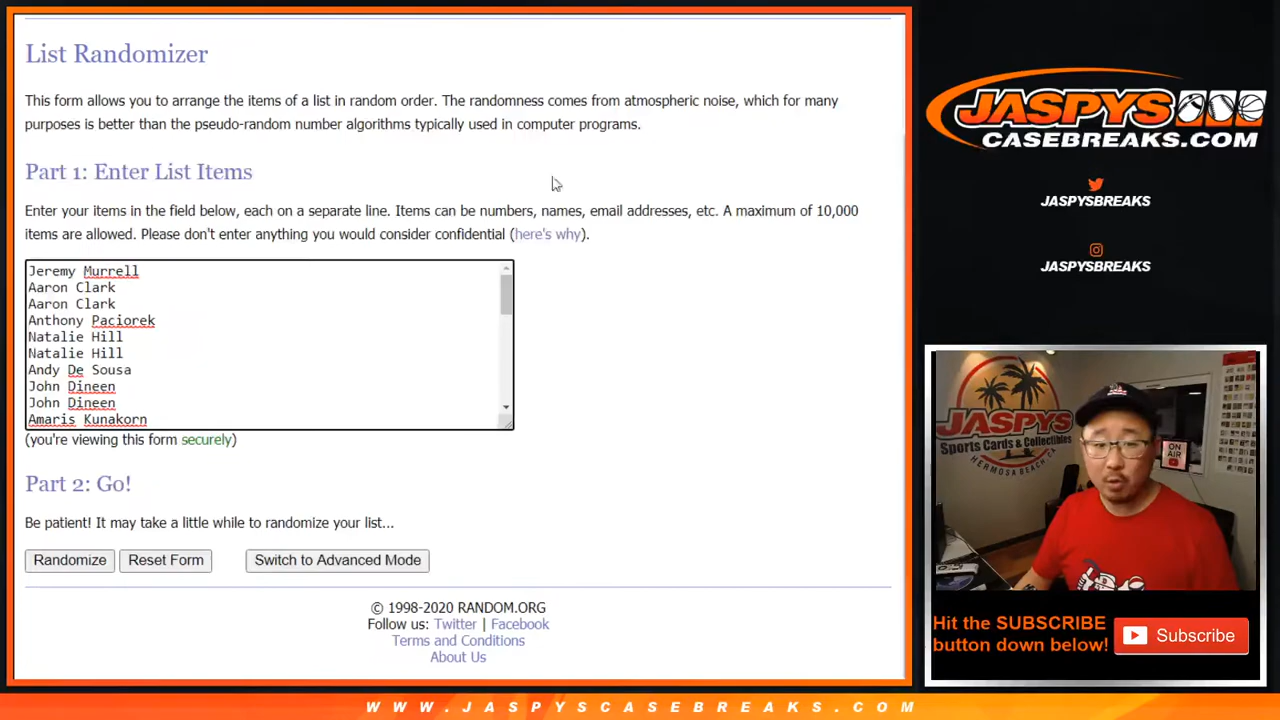 List Randomizer
This form allows you to arrange the items of a list in random order. The randomness comes from atmospheric noise, which for many
purposes is better than the pseudo-random number algorithms typically used in computer programs.
Part 1: Enter List Items
Enter your items in the field below, each on a separate line. Items can be numbers, names, email addresses, etc. A maximum of 10,000
items are allowed. Please don't enter anything you would consider confidential (here's why).
Jeremy Murrell
Aaron Clark
Aaron Clark
Anthony Paciorek
Natalie Hill
Natalie Hill
Andy De Sousa
John Dineen
John Dineen
Amaris Kunakorn
(you're viewing this form securely)
Part 2: Go!
Be patient! It may take a little while to randomize your list...
Randomize Reset Form Switch to Advanced Mode
© 1998-2020 RANDOM.ORG
Follow us: Twitter | Facebook
Terms and Conditions
About Us
JASPYS
CASEBREAKS.COM
JASPYSBREAKS
JASPYSBREAKS
JASPYS
Sports Cards & Collectibles
HERMOSA BEACH, CA
ON
AIR
Hit the SUBSCRIBE
button down below!
Subscribe
WWW.JASPYSCASEBREAKS.COM